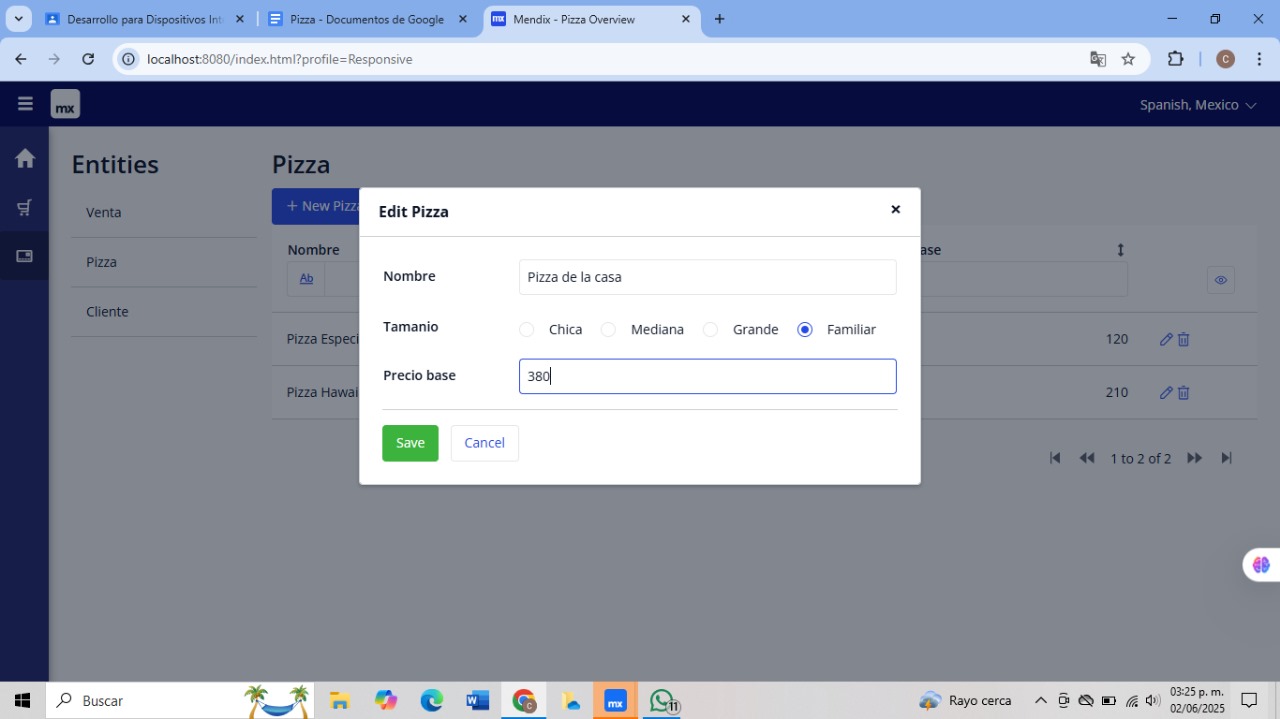 Desarrollo para Dispositivos Int
Pizza - Documentos de Google
Mendix - Pizza Overview
localhost:8080/index.html?profile=Responsive
C
mx
Spanish, Mexico
Entities
Venta
Pizza
Cliente
Pizza
+ New Pizza
Nombre
ase
Ab
Pizza Especi
120
Pizza Hawai
210
1 to 2 of 2
Edit Pizza
Nombre
Pizza de la casa
Tamanio
Chica
Mediana
Grande
Familiar
Precio base
380
Save
Cancel
Buscar
mx
11
Rayo cerca
03:25 p. m.
02/06/2025